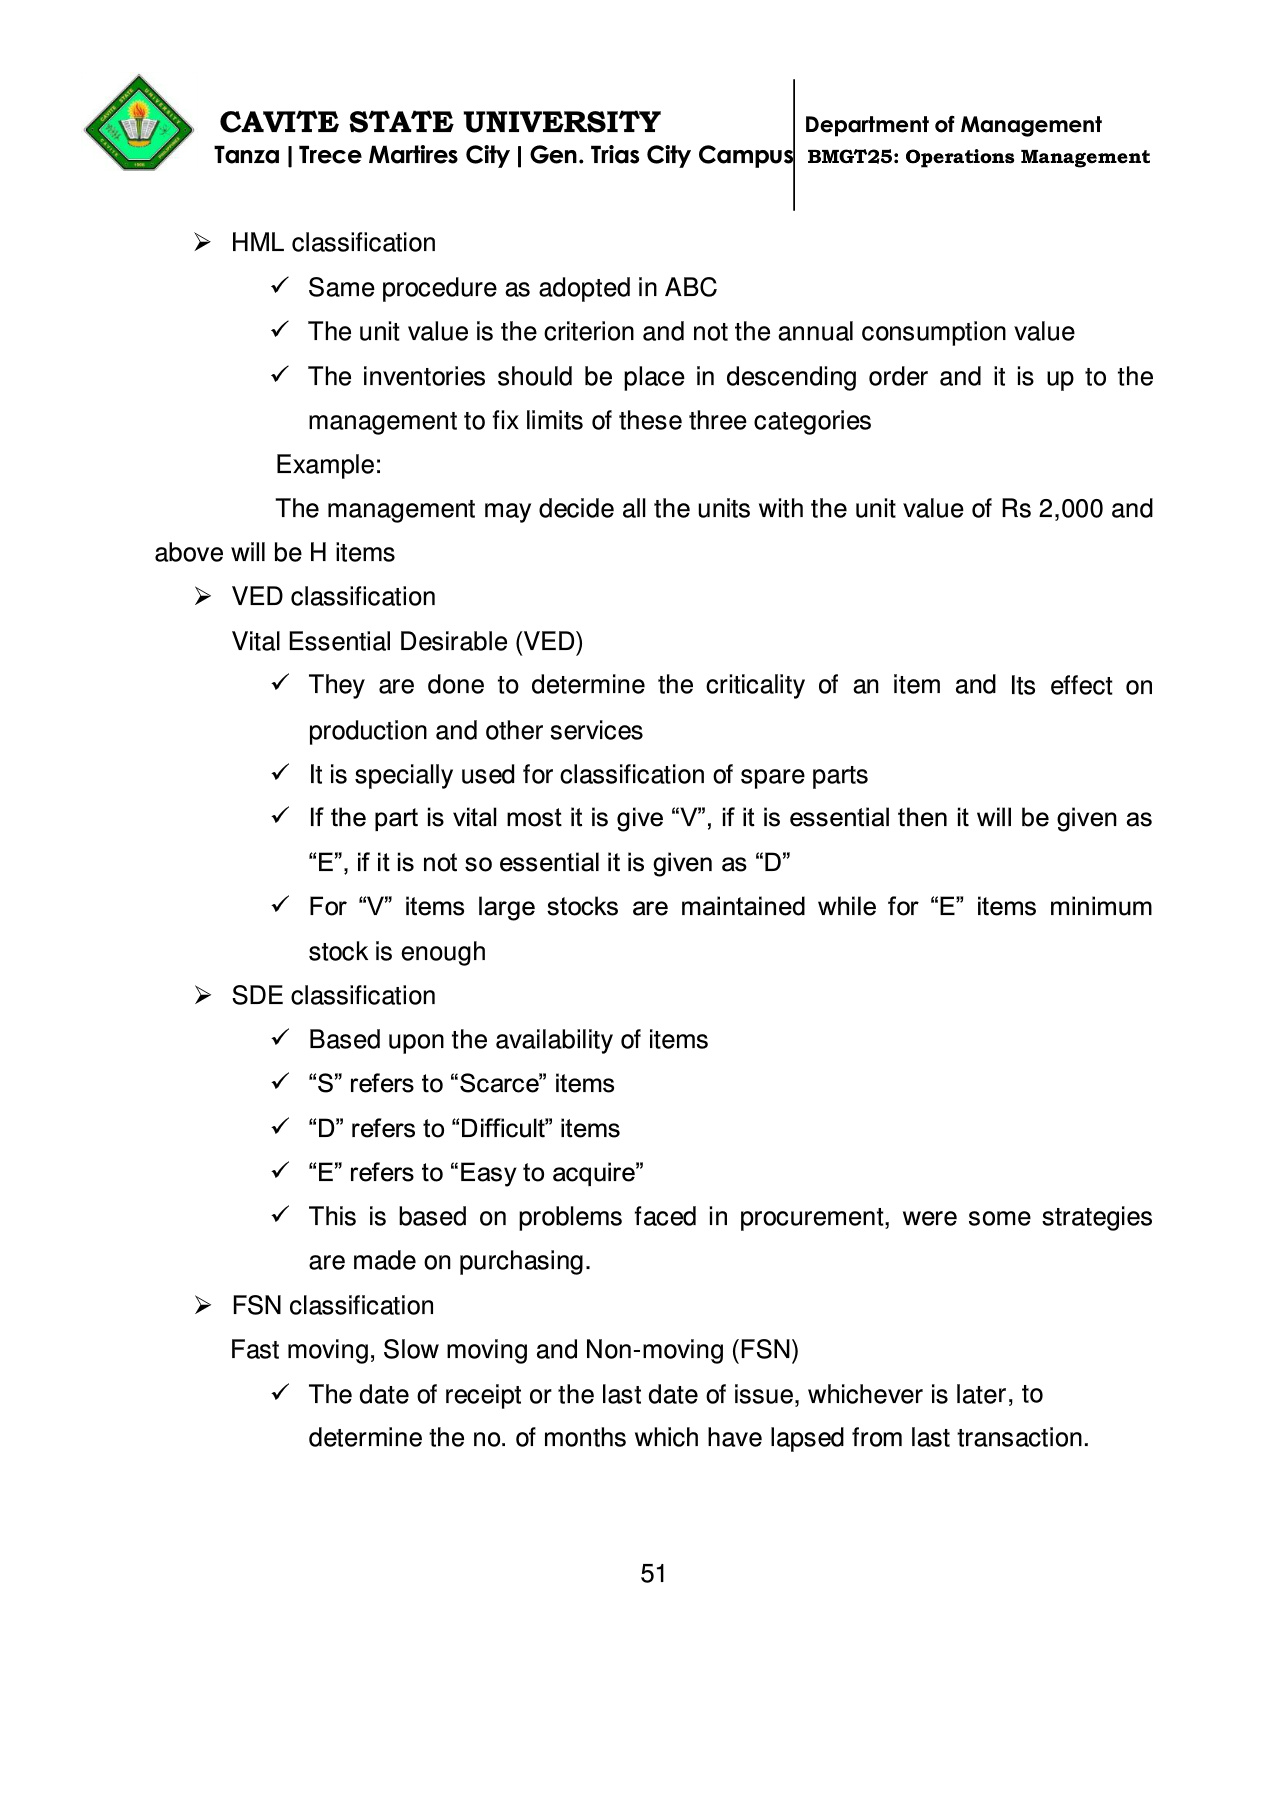 CAVITE STATE UNIVERSITY
Tanza | Trece Martires City | Gen. Trias City Campus
Department of Management
BMGT25: Operations Management
➢ HML classification
✓ Same procedure as adopted in ABC
✓ The unit value is the criterion and not the annual consumption value
✓ The inventories should be place in descending order and it is up to the
management to fix limits of these three categories
Example:
The management may decide all the units with the unit value of Rs 2,000 and
above will be H items
➢ VED classification
Vital Essential Desirable (VED)
✓ They are done to determine the criticality of an item and Its effect on
production and other services
✓ It is specially used for classification of spare parts
✓ If the part is vital most it is give “V”, if it is essential then it will be given as
“E”, if it is not so essential it is given as “D”
✓ For “V” items large stocks are maintained while for “E” items minimum
stock is enough
➢ SDE classification
✓ Based upon the availability of items
✓ “S” refers to “Scarce” items
✓ “D” refers to “Difficult” items
✓ “E” refers to “Easy to acquire”
✓ This is based on problems faced in procurement, were some strategies
are made on purchasing.
➢ FSN classification
Fast moving, Slow moving and Non-moving (FSN)
✓ The date of receipt or the last date of issue, whichever is later, to
determine the no. of months which have lapsed from last transaction.
51